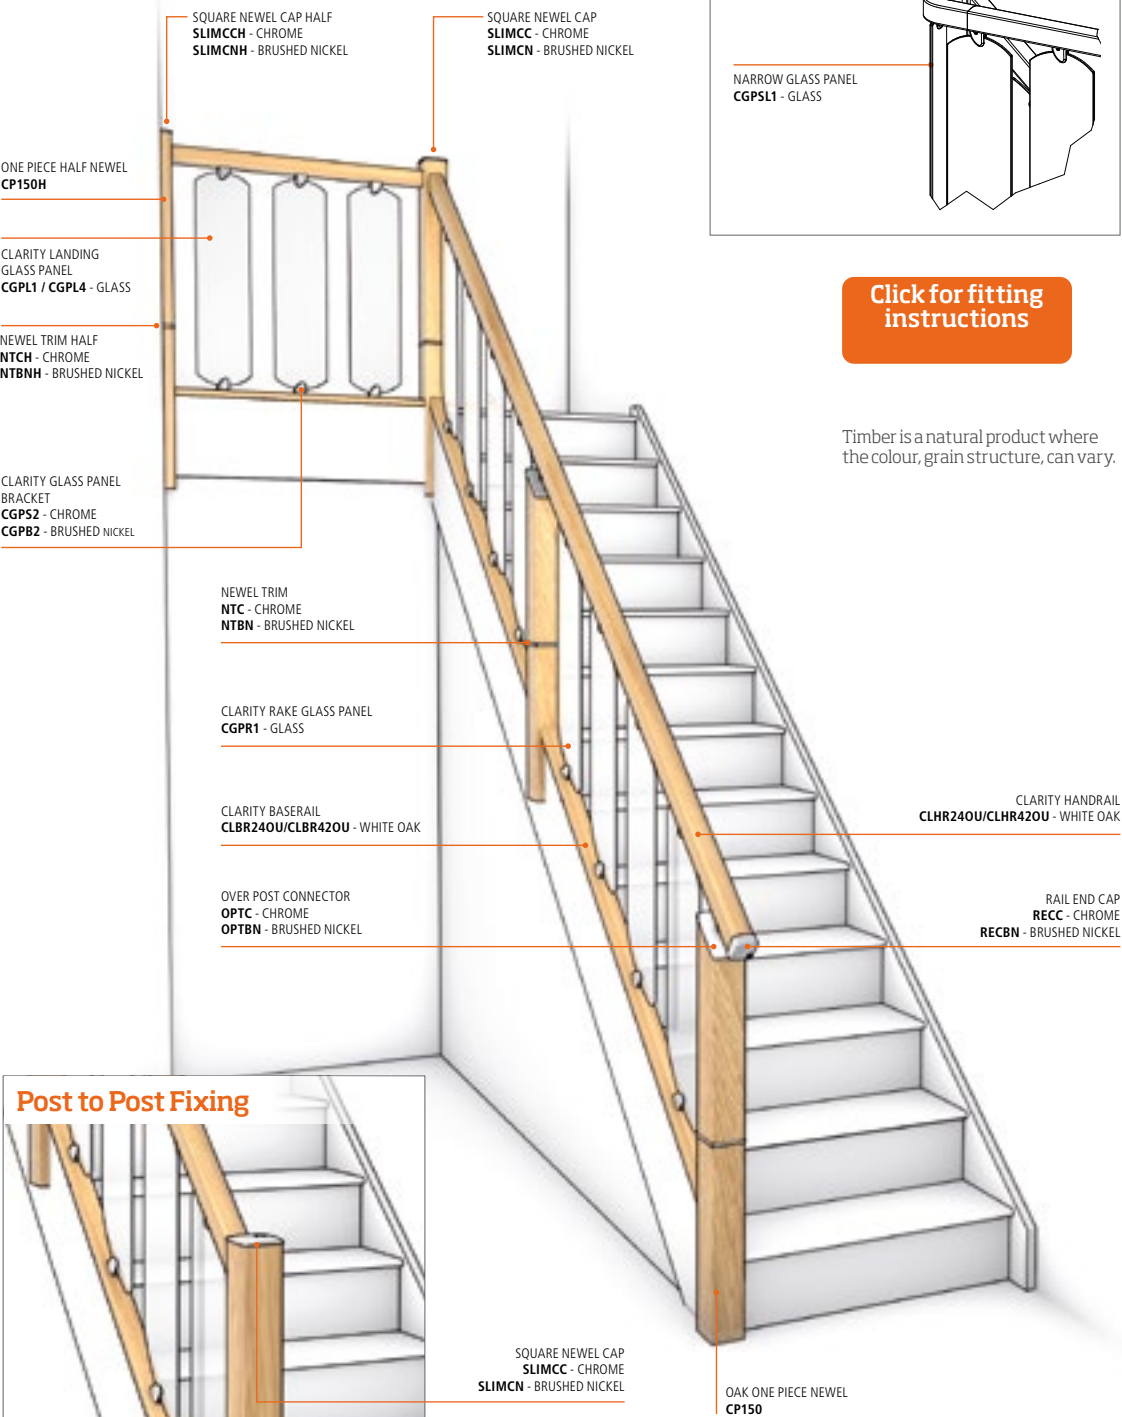 SQUARE NEWEL CAP HALF
SLIMCCH - CHROME
SLIMCNH - BRUSHED NICKEL
SQUARE NEWEL CAP
SLIMCC - CHROME
SLIMCN - BRUSHED NICKEL
NARROW GLASS PANEL
CGPSL1 - GLASS
ONE PIECE HALF NEWEL
CP150H
CLARITY LANDING
GLASS PANEL
CGPL1 / CGPL4 - GLASS
NEWEL TRIM HALF
NTCH - CHROME
NTBNH - BRUSHED NICKEL
Click for fitting
instructions
Timber is a natural product where
the colour, grain structure, can vary.
CLARITY GLASS PANEL
BRACKET
CGPS2 - CHROME
CGPB2 - BRUSHED NICKEL
NEWEL TRIM
NTC - CHROME
NTBN - BRUSHED NICKEL
CLARITY RAKE GLASS PANEL
CGPR1 - GLASS
CLARITY BASERAIL
CLBR24OU/CLBR42OU - WHITE OAK
CLARITY HANDRAIL
CLHR24OU/CLHR42OU - WHITE OAK
OVER POST CONNECTOR
OPTC - CHROME
OPTBN - BRUSHED NICKEL
RAIL END CAP
RECC - CHROME
RECBN - BRUSHED NICKEL
Post to Post Fixing
SQUARE NEWEL CAP
SLIMCC - CHROME
SLIMCN - BRUSHED NICKEL
OAK ONE PIECE NEWEL
CP150